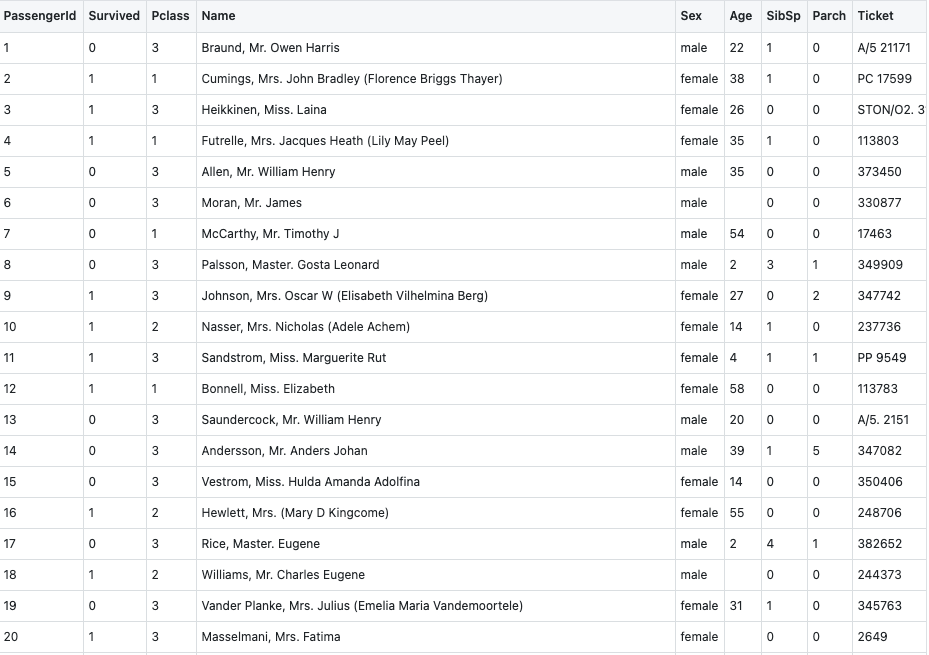 PassengerId Survived Pclass Name Sex Age SibSp Parch Ticket
1 0 3 Braund, Mr. Owen Harris male 22 1 0 A/5 21171
2 1 1 Cumings, Mrs. John Bradley (Florence Briggs Thayer) female 38 1 0 PC 17599
3 1 3 Heikkinen, Miss. Laina female 26 0 0 STON/O2. 3
4 1 1 Futrelle, Mrs. Jacques Heath (Lily May Peel) female 35 1 0 113803
5 0 3 Allen, Mr. William Henry male 35 0 0 373450
6 0 3 Moran, Mr. James male 0 0 330877
7 0 1 McCarthy, Mr. Timothy J male 54 0 0 17463
8 0 3 Palsson, Master. Gosta Leonard male 2 3 1 349909
9 1 3 Johnson, Mrs. Oscar W (Elisabeth Vilhelmina Berg) female 27 0 2 347742
10 1 2 Nasser, Mrs. Nicholas (Adele Achem) female 14 1 0 237736
11 1 3 Sandstrom, Miss. Marguerite Rut female 4 1 1 PP 9549
12 1 1 Bonnell, Miss. Elizabeth female 58 0 0 113783
13 0 3 Saundercock, Mr. William Henry male 20 0 0 A/5. 2151
14 0 3 Andersson, Mr. Anders Johan male 39 1 5 347082
15 0 3 Vestrom, Miss. Hulda Amanda Adolfina female 14 0 0 350406
16 1 2 Hewlett, Mrs. (Mary D Kingcome) female 55 0 0 248706
17 0 3 Rice, Master. Eugene male 2 4 1 382652
18 1 2 Williams, Mr. Charles Eugene male 0 0 244373
19 0 3 Vander Planke, Mrs. Julius (Emelia Maria Vandemoortele) female 31 1 0 345763
20 1 3 Masselmani, Mrs. Fatima female 0 0 2649